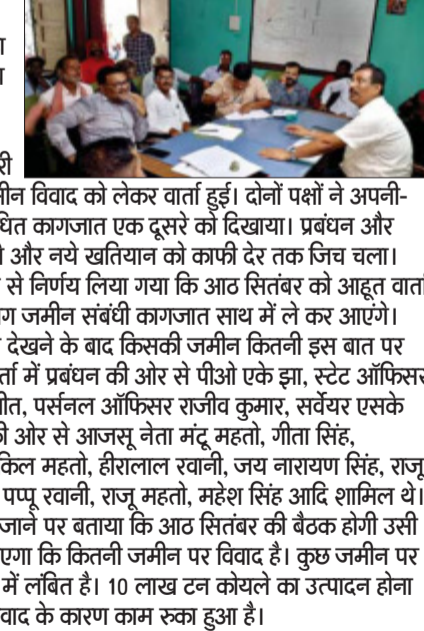 री
मीन विवाद को लेकर वार्ता हुई। दोनों पक्षों ने अपनी-
धित कागजात एक दूसरे को दिखाया। प्रबंधन और
और नये खतियान को काफी देर तक जिच चला।
से निर्णय लिया गया कि आठ सितंबर को आहूत वार्ता
ग जमीन संबंधी कागजात साथ में ले कर आएंगे।
देखने के बाद किसकी जमीन कितनी इस बात पर
र्ता में प्रबंधन की ओर से पीओ एके झा, स्टेट ऑफिसर
ीत, पर्सनल ऑफिसर राजीव कुमार, सर्वेयर एसके
की ओर से आजसू नेता मंटू महतो, गीता सिंह,
किल महतो, हीरालाल रवानी, जय नारायण सिंह, राजू
पप्पू रवानी, राजू महतो, महेश सिंह आदि शामिल थे।
जाने पर बताया कि आठ सितंबर की बैठक होगी उसी
एगा कि कितनी जमीन पर विवाद है। कुछ जमीन पर
में लंबित है। 10 लाख टन कोयले का उत्पादन होना
वाद के कारण काम रुका हुआ है।